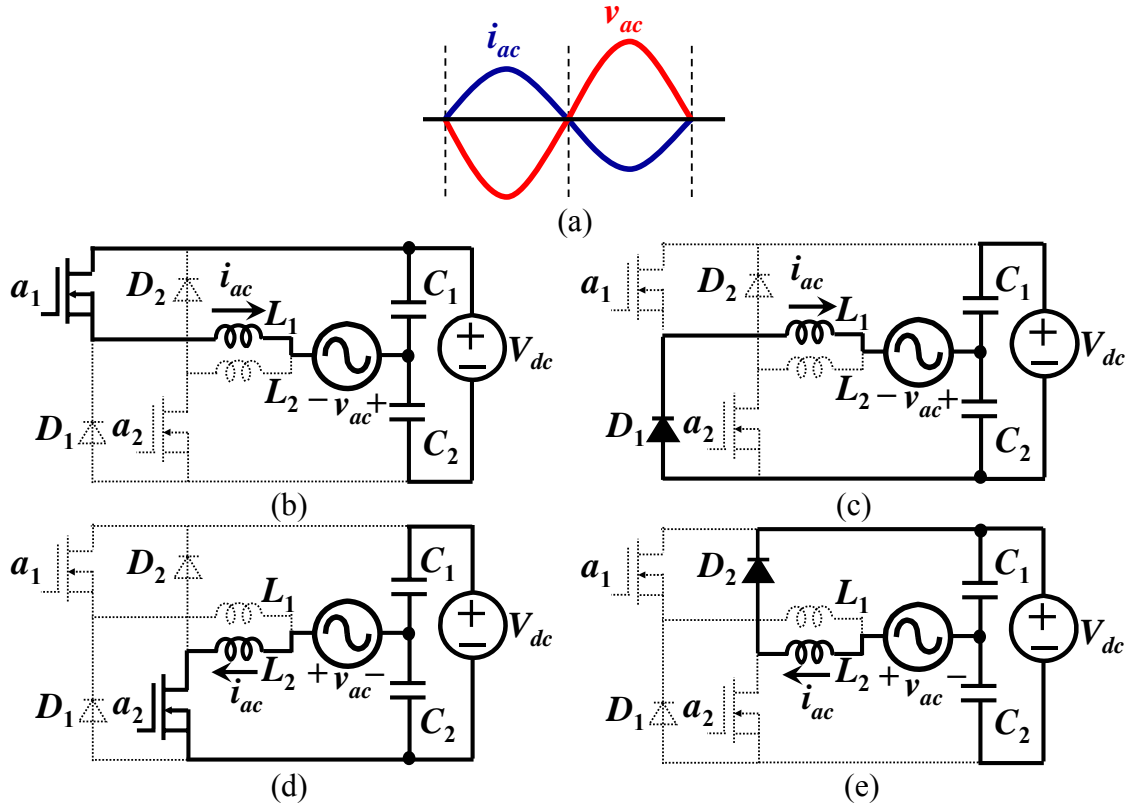 i_ac v_ac
(a)
a_1 D_2 i_ac L_1 C_1 V_dc
L_2 − v_ac +
D_1 a_2 C_2
(b)
a_1 D_2 i_ac L_1 C_1 V_dc
L_2 − v_ac +
D_1 a_2 C_2
(c)
a_1 D_2 L_1 C_1 V_dc
i_ac L_2 + v_ac −
D_1 a_2 C_2
(d)
a_1 D_2 L_1 C_1 V_dc
i_ac L_2 + v_ac −
D_1 a_2 C_2
(e)